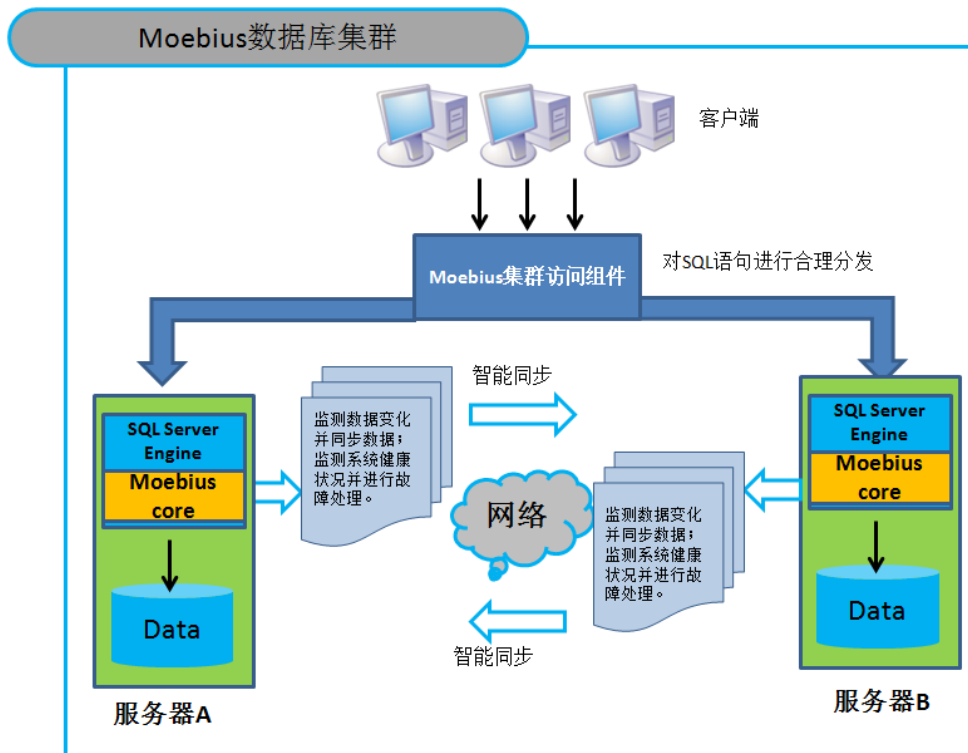 Moebius数据库集群
客户端
Moebius集群访问组件
对SQL语句进行合理分发
智能同步
SQL Server
Engine
Moebius
core
Data
服务器A
监测数据变化
并同步数据；
监测系统健康
状况并进行故
障处理。
网络
监测数据变化
并同步数据；
监测系统健康
状况并进行故
障处理。
智能同步
SQL Server
Engine
Moebius
core
Data
服务器B